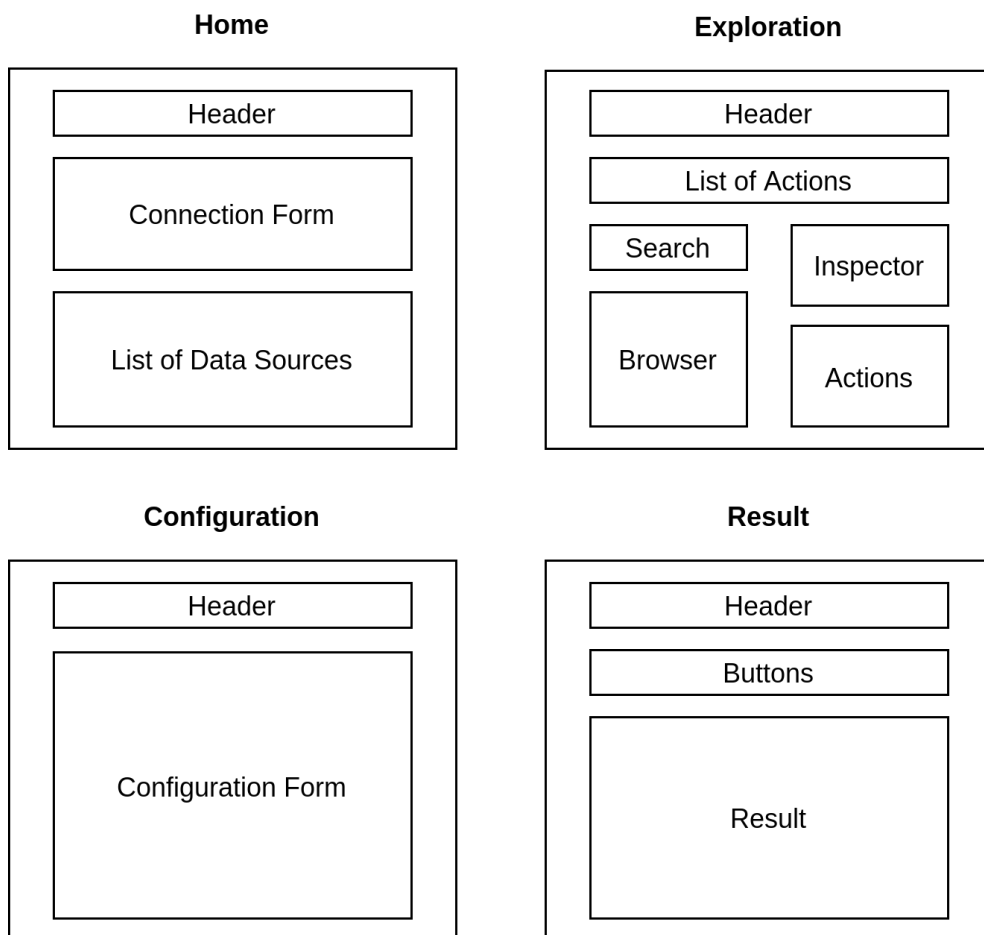 Home
Header
Connection Form
List of Data Sources
Exploration
Header
List of Actions
Search
Browser
Inspector
Actions
Configuration
Header
Configuration Form
Result
Header
Buttons
Result